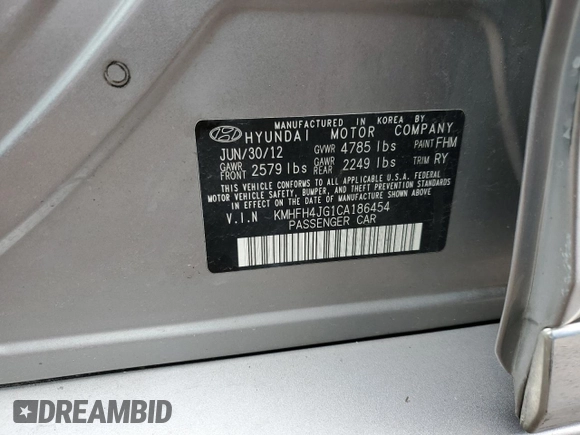 MANUFACTURED IN KOREA BY
HYUNDAI MOTOR COMPANY
JUN/30/12 GVWR 4785 lbs PAINT FHM
GAWR FRONT 2579 lbs GAWR REAR 2249 lbs TRIM RY
THIS VEHICLE CONFORMS TO ALL APPLICABLE U.S.A. FEDERAL
MOTOR VEHICLE SAFETY, BUMPER, AND THEFT PREVENTION STANDARDS
IN EFFECT ON THE DATE OF MANUFACTURE SHOWN ABOVE
V.I.N KMHFH4JG1CA186454
PASSENGER CAR
DREAMBID